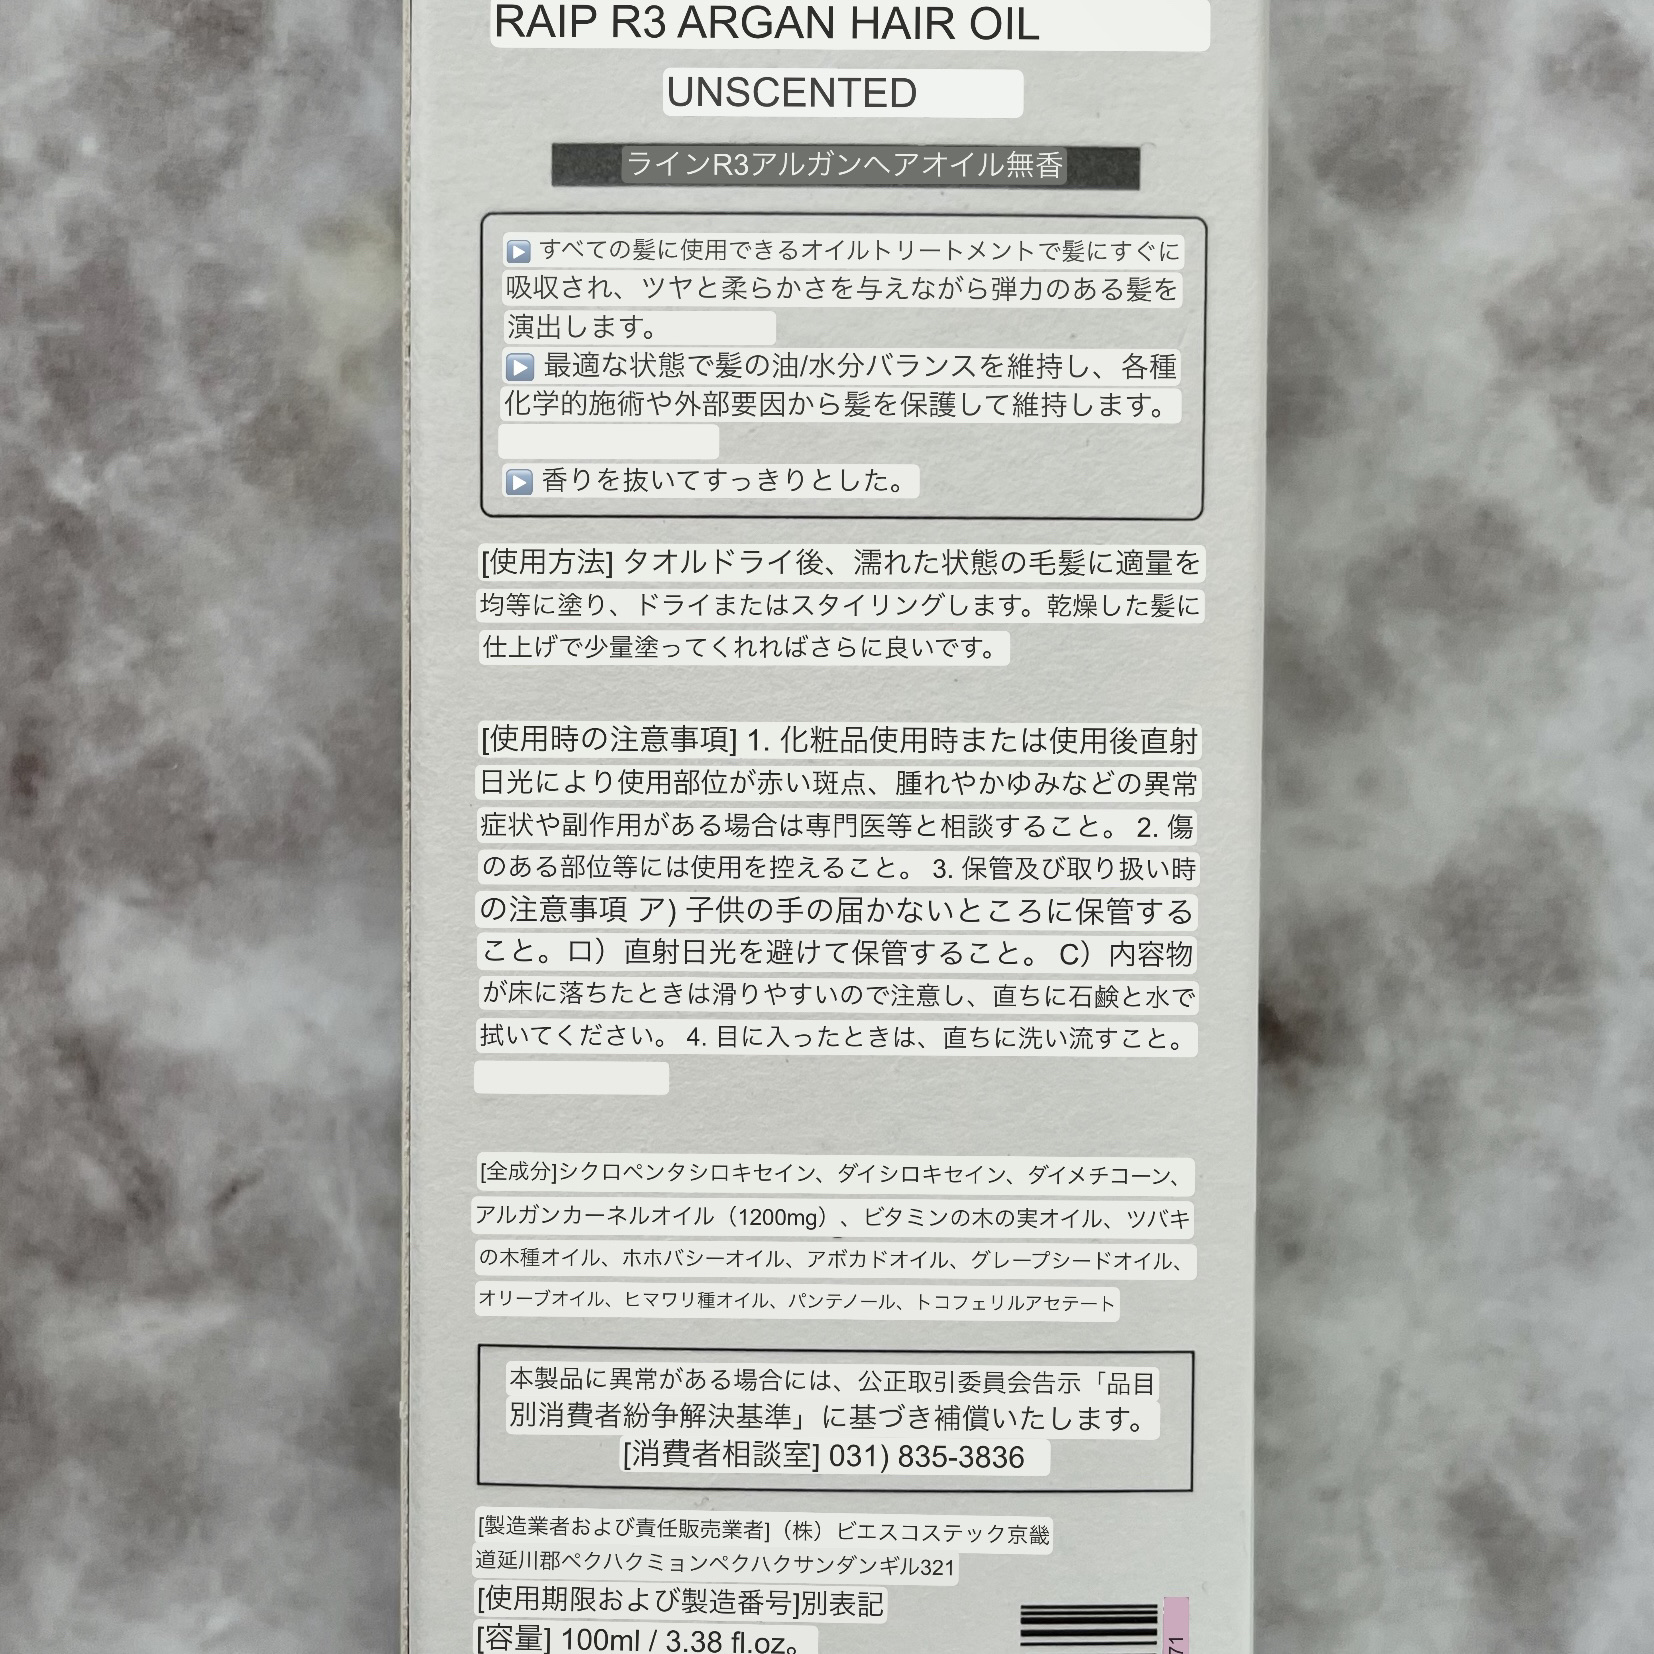 RAIP R3 ARGAN HAIR OIL
UNSCENTED
ラインR3アルガンヘアオイル無香
▶ すべての髪に使用できるオイルトリートメントで髪にすぐに
吸収され、ツヤと柔らかさを与えながら弾力のある髪を
演出します。
▶ 最適な状態で髪の油/水分バランスを維持し、各種
化学的施術や外部要因から髪を保護して維持します。
▶ 香りを抜いてすっきりとした。
[使用方法] タオルドライ後、濡れた状態の毛髪に適量を
均等に塗り、ドライまたはスタイリングします。乾燥した髪に
仕上げで少量塗ってくれればさらに良いです。
[使用時の注意事項] 1. 化粧品使用時または使用後直射
日光により使用部位が赤い斑点、腫れやかゆみなどの異常
症状や副作用がある場合は専門医等と相談すること。 2. 傷
のある部位等には使用を控えること。 3. 保管及び取り扱い時
の注意事項 ア) 子供の手の届かないところに保管する
こと。口）直射日光を避けて保管すること。 C）内容物
が床に落ちたときは滑りやすいので注意し、直ちに石鹸と水で
拭いてください。 4. 目に入ったときは、直ちに洗い流すこと。
[全成分]シクロペンタシロキセイン、ダイシロキセイン、ダイメチコーン、
アルガンカーネルオイル（1200mg）、ビタミンの木の実オイル、ツバキ
の木種オイル、ホホバシーオイル、アボカドオイル、グレープシードオイル、
オリーブオイル、ヒマワリ種オイル、パンテノール、トコフェリルアセテート
本製品に異常がある場合には、公正取引委員会告示「品目
別消費者紛争解決基準」に基づき補償いたします。
[消費者相談室] 031) 835-3836
[製造業者および責任販売業者]（株）ビエスコステック京畿
道延川郡ペクハクミョンペクハクサンダンギル321
[使用期限および製造番号]別表記
[容量] 100ml / 3.38 fl.oz。
71